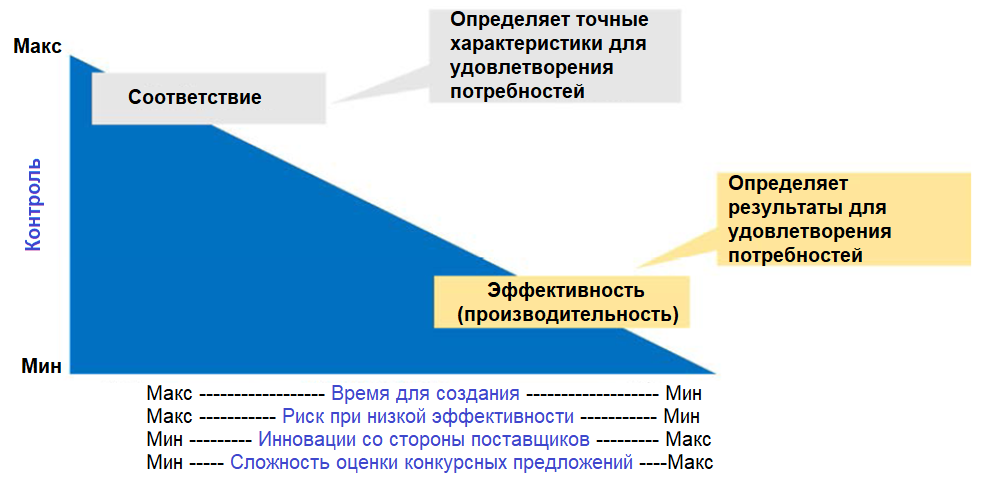 Определяет точные
характеристики для
удовлетворения
потребностей
Макс
Соответствие
Контроль
Определяет
результаты для
удовлетворения
потребностей
Эффективность
(производительность)
Мин
Макс ------------------ Время для создания ------------------- Мин
Макс ----------- Риск при низкой эффективности ----------- Мин
Мин --------- Инновации со стороны поставщиков --------- Макс
Мин ----- Сложность оценки конкурсных предложений ----Макс